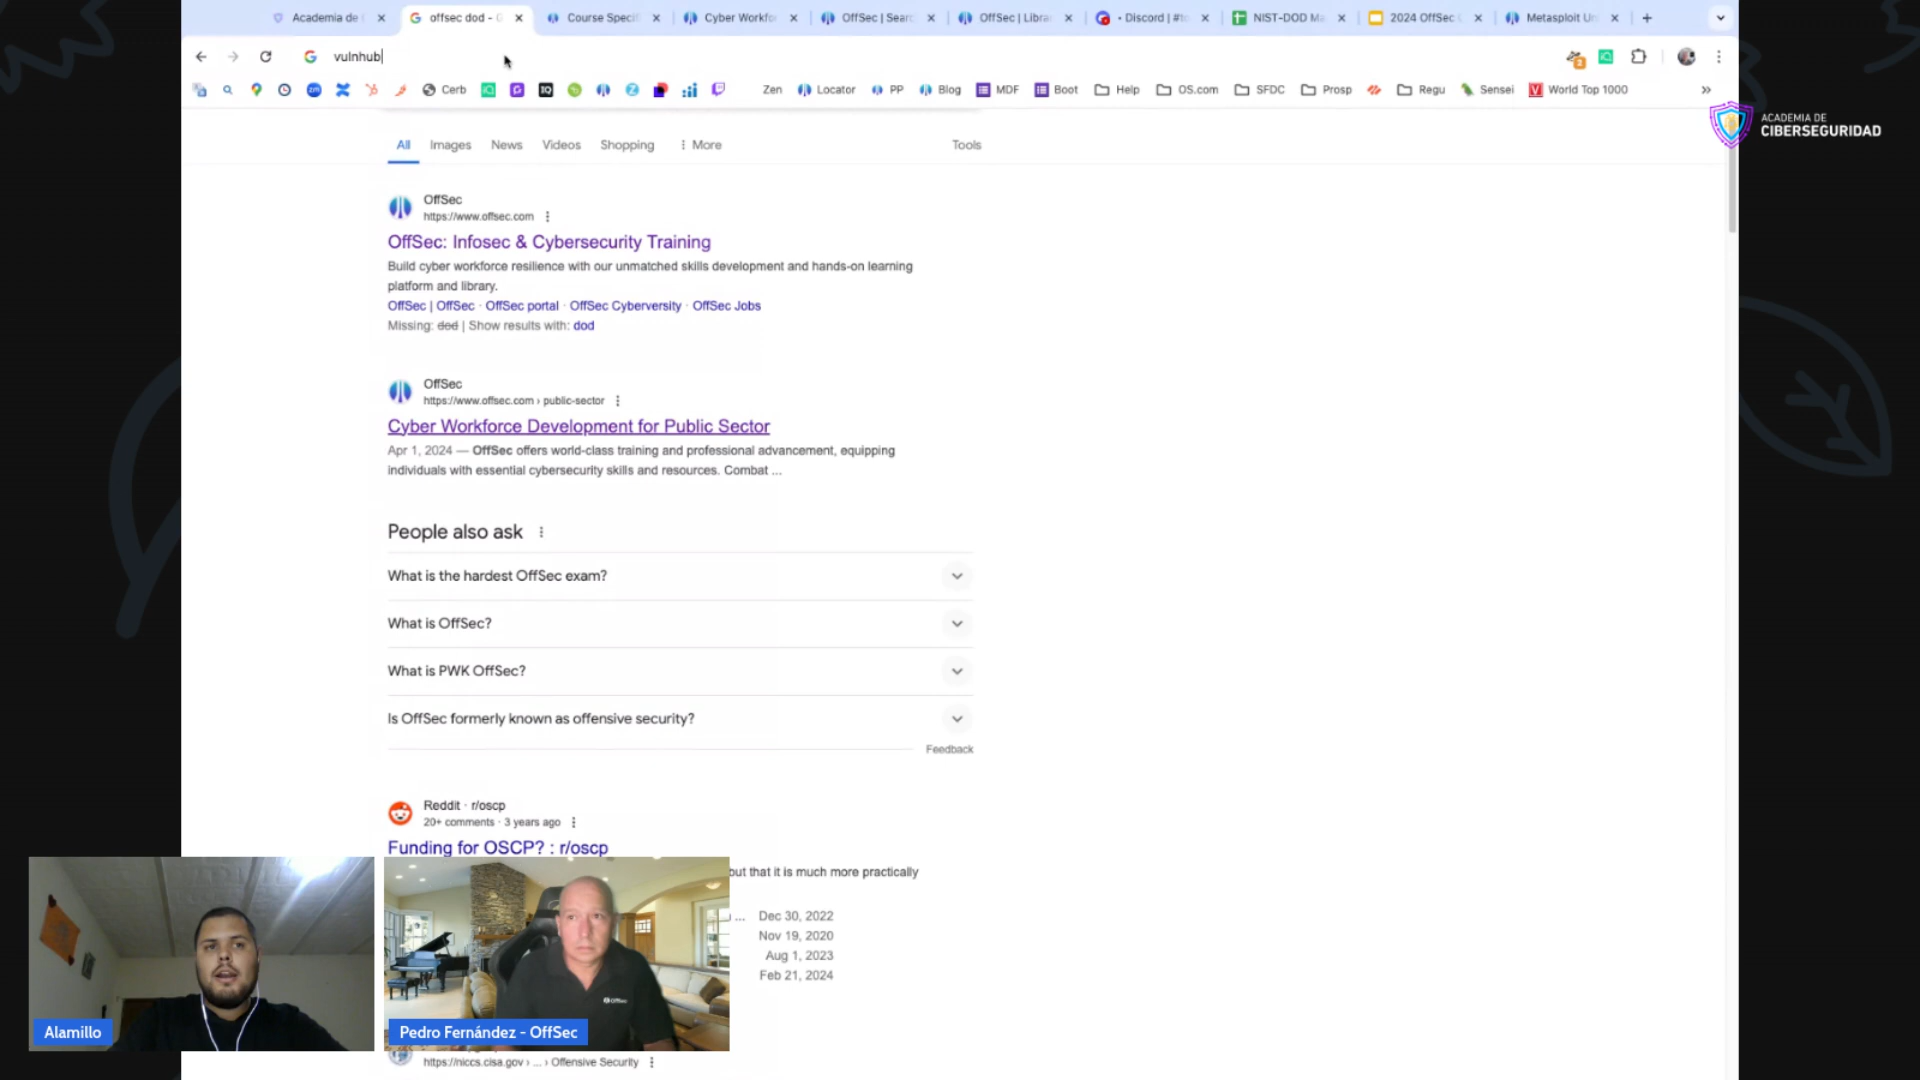 Academia de
offsec dod - G
Course Specif
Cyber Workfo
OffSec | Searc
OffSec | Librar
• Discord | #to
NIST-DOD Ma
2024 OffSec
Metasploit Un
vulnhub
Cerb
Zen
Locator
PP
Blog
MDF
Boot
Help
OS.com
SFDC
Prosp
Regu
Sensei
World Top 1000
ACADEMIA DE
CIBERSEGURIDAD
All
Images
News
Videos
Shopping
More
Tools
OffSec
https://www.offsec.com
OffSec: Infosec & Cybersecurity Training
Build cyber workforce resilience with our unmatched skills development and hands-on learning
platform and library.
OffSec | OffSec · OffSec portal · OffSec Cyberversity · OffSec Jobs
Missing: dod | Show results with: dod
OffSec
https://www.offsec.com › public-sector
Cyber Workforce Development for Public Sector
Apr 1, 2024 — OffSec offers world-class training and professional advancement, equipping
individuals with essential cybersecurity skills and resources. Combat ...
People also ask
What is the hardest OffSec exam?
What is OffSec?
What is PWK OffSec?
Is OffSec formerly known as offensive security?
Feedback
Reddit · r/oscp
20+ comments · 3 years ago
Funding for OSCP? : r/oscp
but that it is much more practically
... Dec 30, 2022
Nov 19, 2020
Aug 1, 2023
Feb 21, 2024
OffSec
Alamillo
Pedro Fernández - OffSec
https://niccs.cisa.gov › ... › Offensive Security